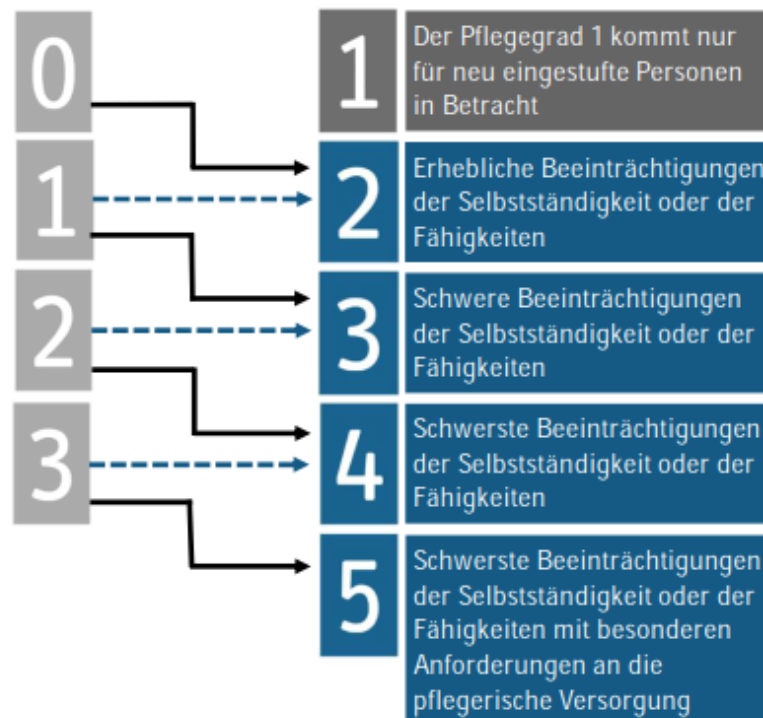 0
1
2
3
1
Der Pflegegrad 1 kommt nur
für neu eingestufte Personen
in Betracht
2
Erhebliche Beeinträchtigungen
der Selbstständigkeit oder der
Fähigkeiten
3
Schwere Beeinträchtigungen
der Selbstständigkeit oder der
Fähigkeiten
4
Schwerste Beeinträchtigungen
der Selbstständigkeit oder der
Fähigkeiten
5
Schwerste Beeinträchtigungen
der Selbstständigkeit oder der
Fähigkeiten mit besonderen
Anforderungen an die
pflegerische Versorgung